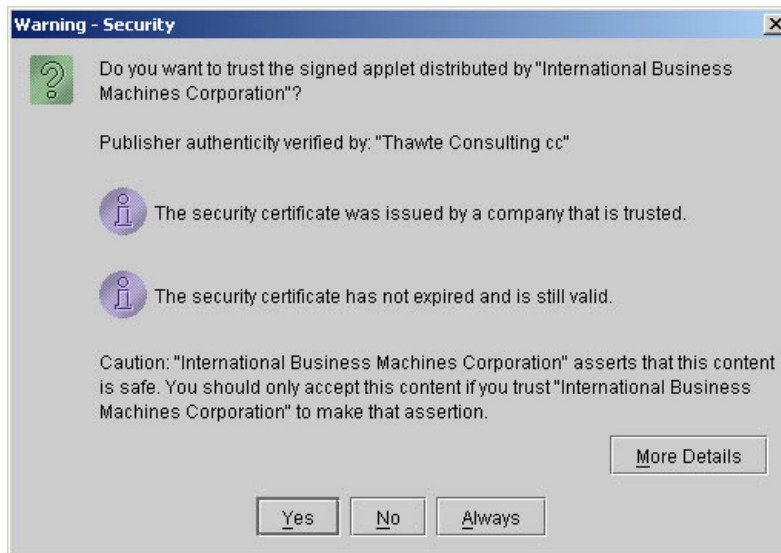 Warning - Security
Do you want to trust the signed applet distributed by "International Business
Machines Corporation"?
Publisher authenticity verified by: "Thawte Consulting cc"
The security certificate was issued by a company that is trusted.
The security certificate has not expired and is still valid.
Caution: "International Business Machines Corporation" asserts that this content
is safe. You should only accept this content if you trust "International Business
Machines Corporation" to make that assertion.
More Details
Yes No Always